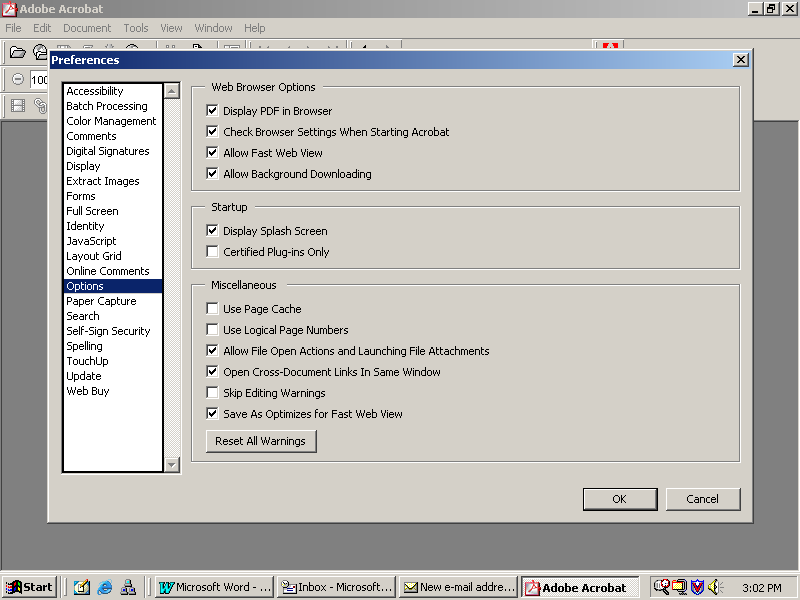 Adobe Acrobat
File Edit Document Tools View Window Help
100
Preferences
Accessibility
Batch Processing
Color Management
Comments
Digital Signatures
Display
Extract Images
Forms
Full Screen
Identity
JavaScript
Layout Grid
Online Comments
Options
Paper Capture
Search
Self-Sign Security
Spelling
TouchUp
Update
Web Buy
Web Browser Options
Display PDF in Browser
Check Browser Settings When Starting Acrobat
Allow Fast Web View
Allow Background Downloading
Startup
Display Splash Screen
Certified Plug-ins Only
Miscellaneous
Use Page Cache
Use Logical Page Numbers
Allow File Open Actions and Launching File Attachments
Open Cross-Document Links In Same Window
Skip Editing Warnings
Save As Optimizes for Fast Web View
Reset All Warnings
OK Cancel
Start Microsoft Word - ... Inbox - Microsoft... New e-mail addre... Adobe Acrobat 3:02 PM